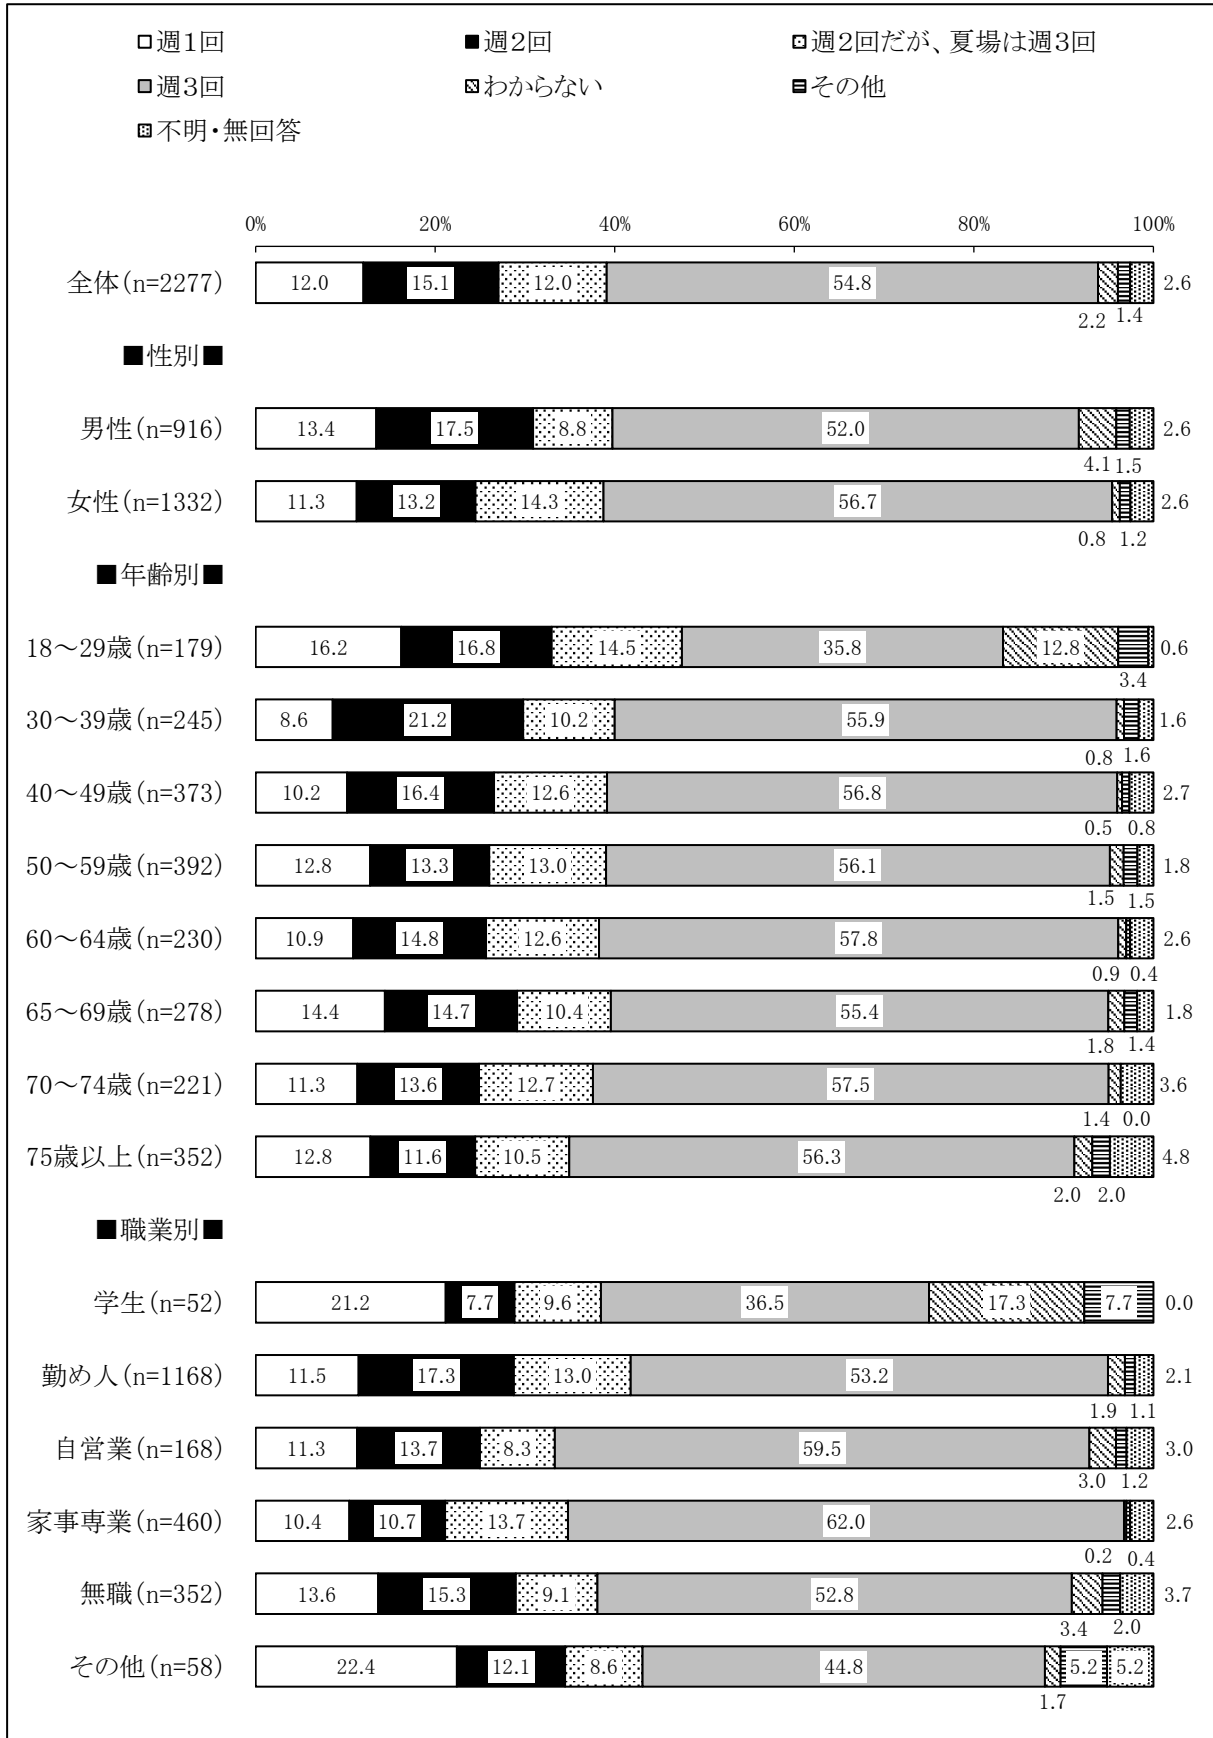 週1回 週2回 週2回だが、夏場は週3回
週3回 わからない その他
不明・無回答
0% 20% 40% 60% 80% 100%
全体(n=2277) 12.0 15.1 12.0 54.8 2.6
2.2 1.4
■性別■
男性(n=916) 13.4 17.5 8.8 52.0 2.6
4.1 1.5
女性(n=1332) 11.3 13.2 14.3 56.7 2.6
0.8 1.2
■年齢別■
18～29歳(n=179) 16.2 16.8 14.5 35.8 12.8 0.6
3.4
30～39歳(n=245) 8.6 21.2 10.2 55.9 1.6
0.8 1.6
40～49歳(n=373) 10.2 16.4 12.6 56.8 2.7
0.5 0.8
50～59歳(n=392) 12.8 13.3 13.0 56.1 1.8
1.5 1.5
60～64歳(n=230) 10.9 14.8 12.6 57.8 2.6
0.9 0.4
65～69歳(n=278) 14.4 14.7 10.4 55.4 1.8
1.8 1.4
70～74歳(n=221) 11.3 13.6 12.7 57.5 3.6
1.4 0.0
75歳以上(n=352) 12.8 11.6 10.5 56.3 4.8
2.0 2.0
■職業別■
学生(n=52) 21.2 7.7 9.6 36.5 17.3 7.7 0.0
勤め人(n=1168) 11.5 17.3 13.0 53.2 2.1
1.9 1.1
自営業(n=168) 11.3 13.7 8.3 59.5 3.0
3.0 1.2
家事専業(n=460) 10.4 10.7 13.7 62.0 2.6
0.2 0.4
無職(n=352) 13.6 15.3 9.1 52.8 3.7
3.4 2.0
その他(n=58) 22.4 12.1 8.6 44.8 5.2 5.2
1.7